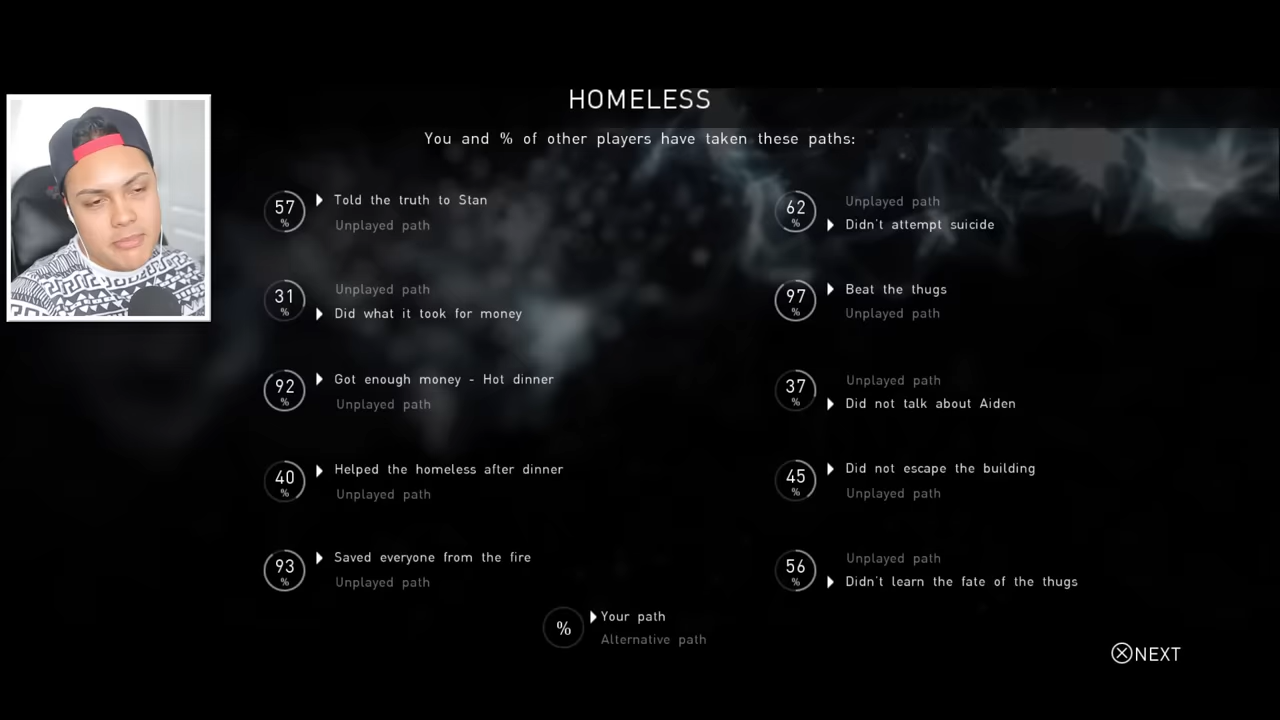 HOMELESS
You and % of other players have taken these paths:
57 %
Told the truth to Stan
Unplayed path
31 %
Unplayed path
Did what it took for money
92 %
Got enough money - Hot dinner
Unplayed path
40 %
Helped the homeless after dinner
Unplayed path
93 %
Saved everyone from the fire
Unplayed path
62 %
Unplayed path
Didn't attempt suicide
97 %
Beat the thugs
Unplayed path
37 %
Unplayed path
Did not talk about Aiden
45 %
Did not escape the building
Unplayed path
56 %
Unplayed path
Didn't learn the fate of the thugs
%
Your path
Alternative path
NEXT